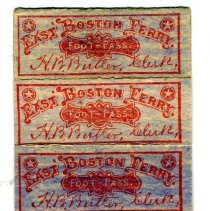 EAST BOSTON FERRY.
FOOT-PASS.
H.B. Butler, Clerk.
EAST BOSTON FERRY.
FOOT-PASS.
H.B. Butler, Clerk.
EAST BOSTON FERRY.
FOOT-PASS.
H.B. Butler, Clerk.